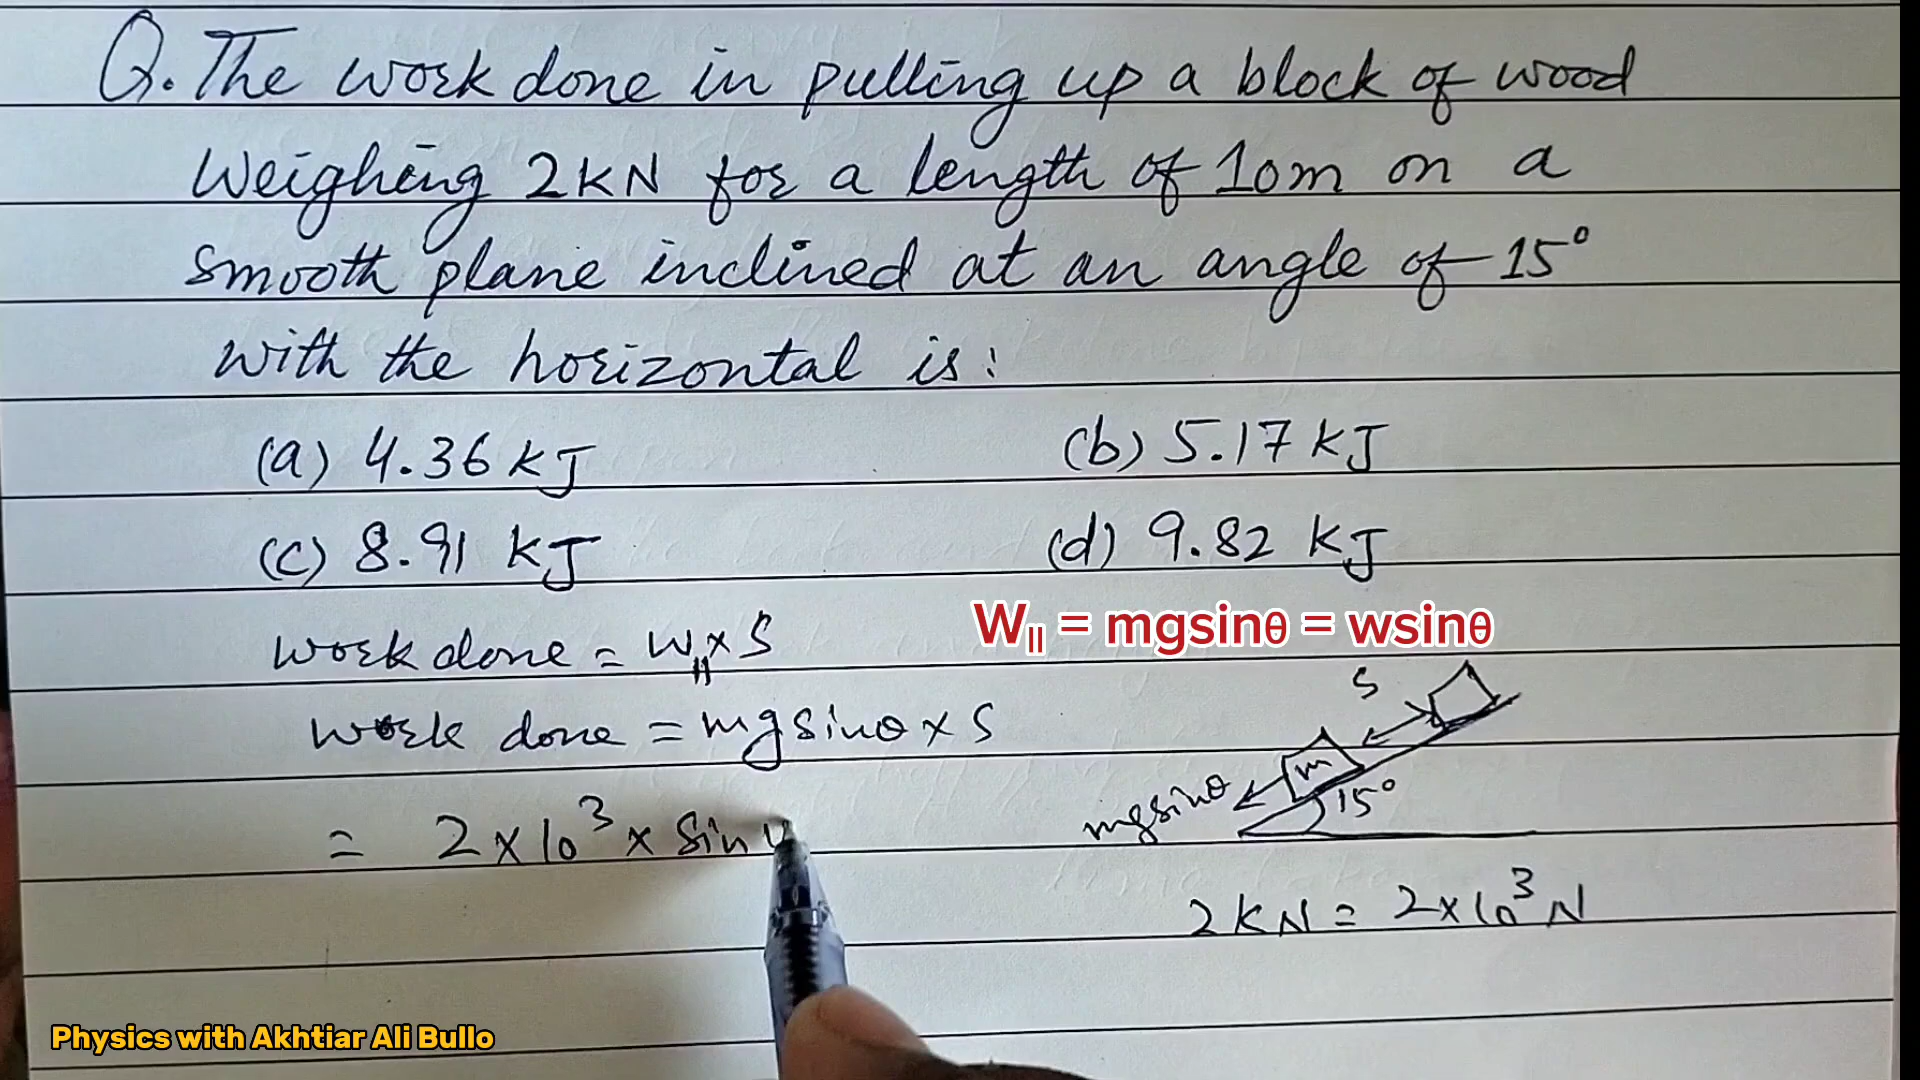 Q. The work done in pulling up a block of wood
Weighing 2KN for a length of 10m on a
smooth plane inclined at an angle of 15°
with the horizontal is:
(a) 4.36 KJ (b) 5.17 KJ
(c) 8.91 KJ (d) 9.82 KJ
work done = W|| × S
W|| = mgsinθ = wsinθ
work done = mgsinθ × S
S
m
mgsinθ
15°
= 2×10³ × Sin
2KN = 2×10³ N
Physics with Akhtiar Ali Bullo